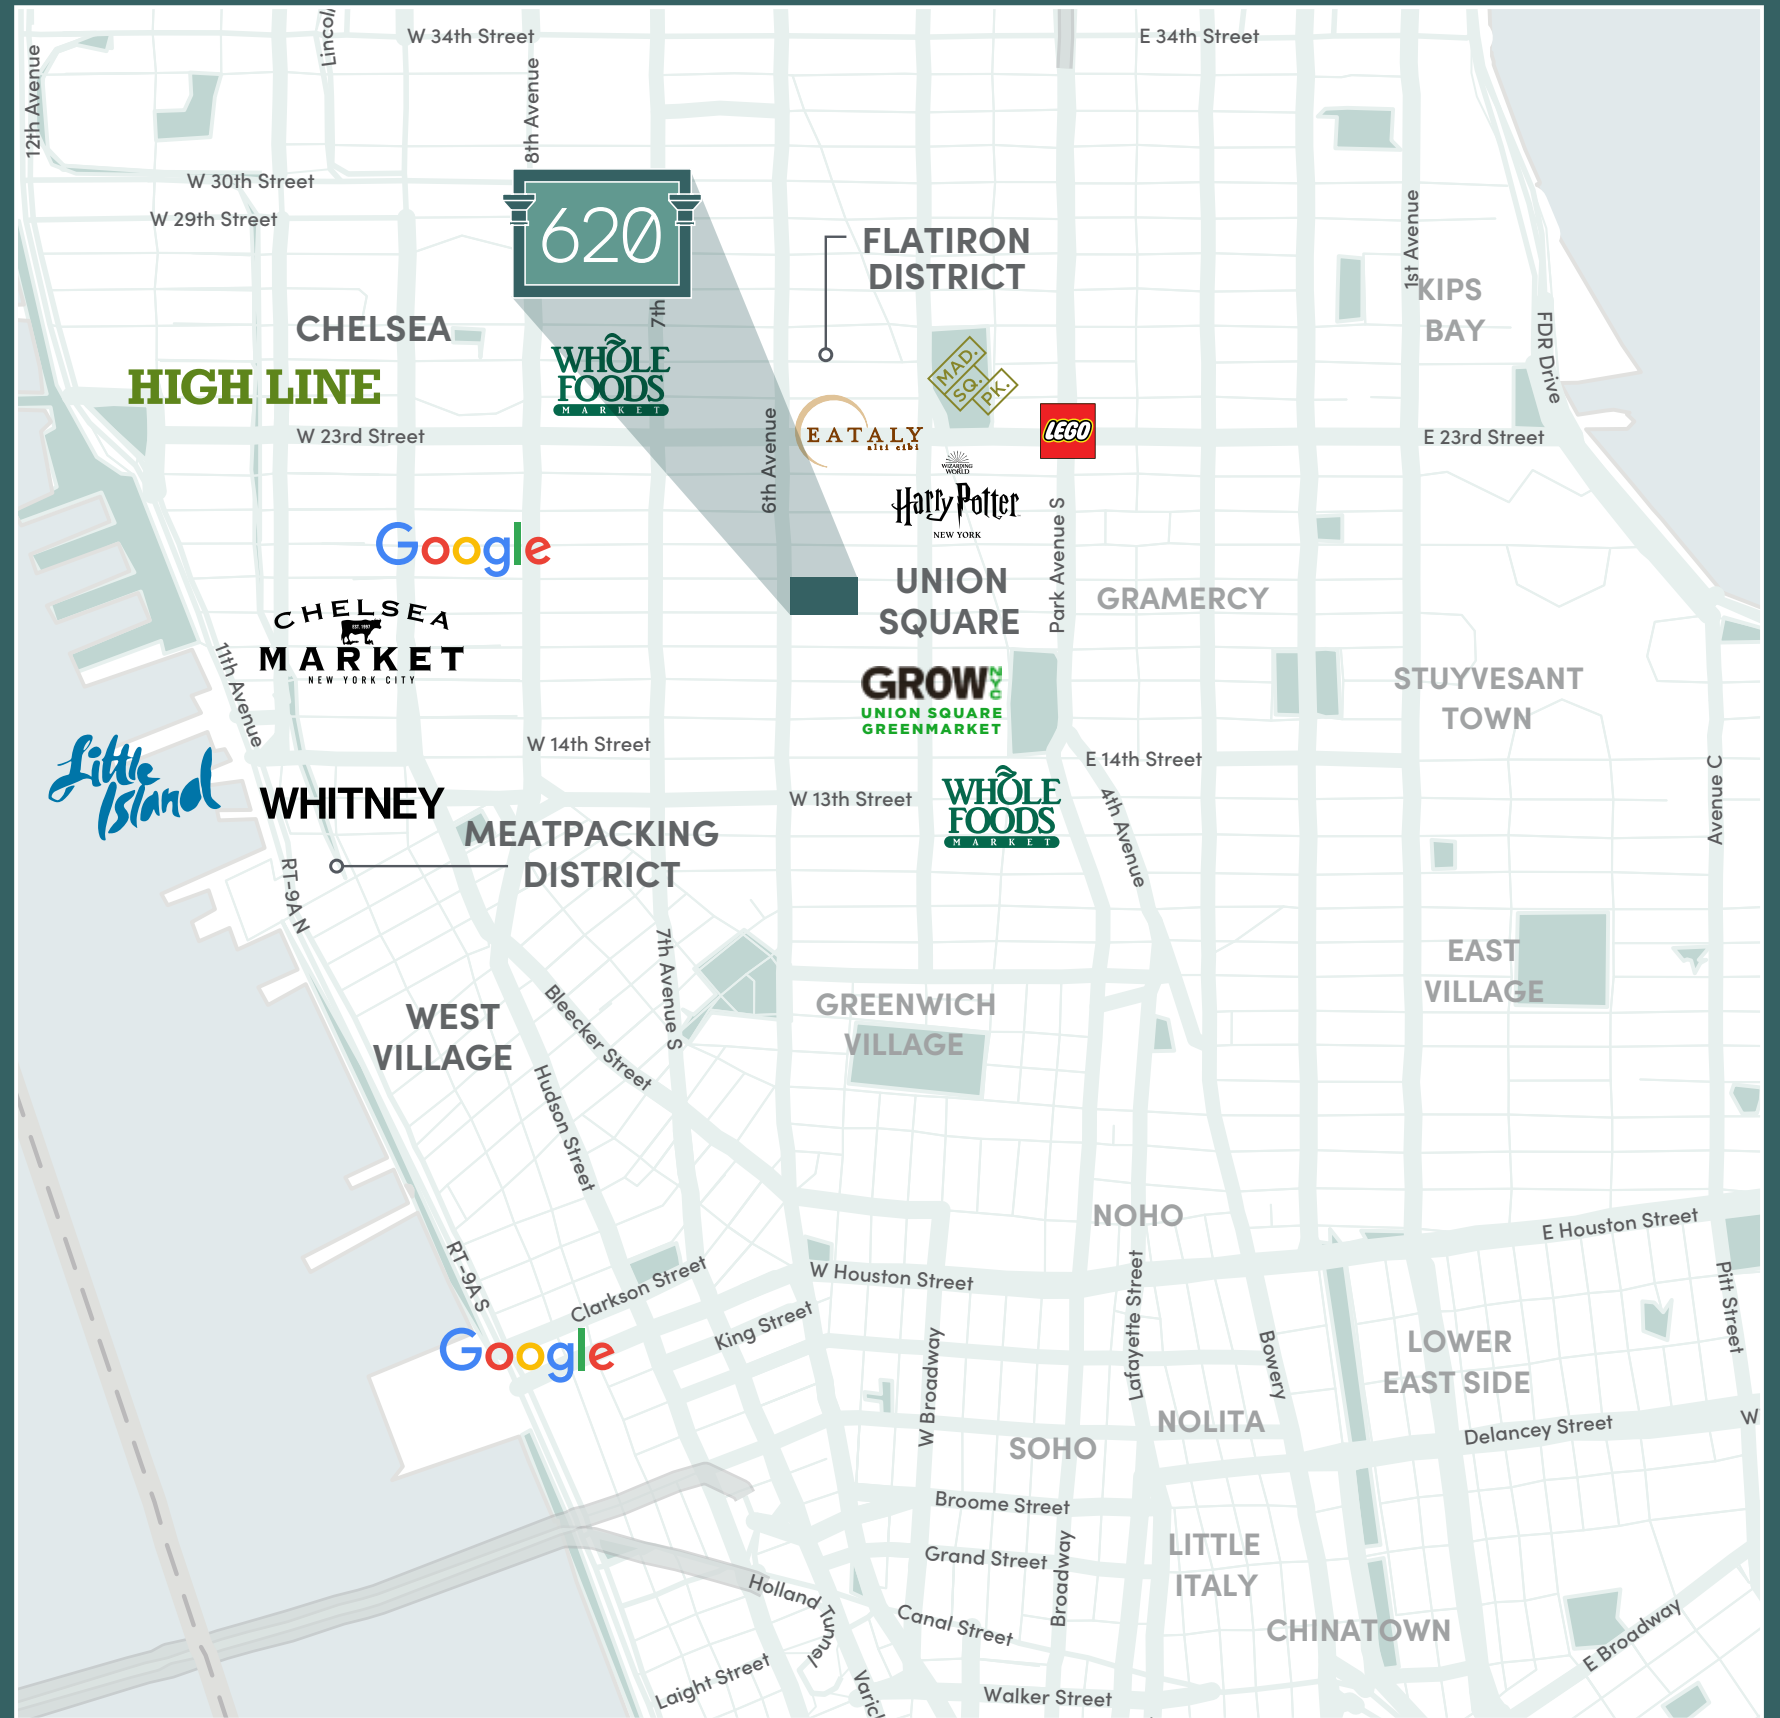 W 34th Street
E 34th Street
12th Avenue
Lincol
8th Avenue
W 30th Street
W 29th Street
620
7th
FLATIRON
DISTRICT
1st Avenue
KIPS
BAY
FDR Drive
CHELSEA
HIGH LINE
WHOLE
FOODS
MARKET
MAD.
SQ.
PK.
W 23rd Street
6th Avenue
EATALY
alti cibi
LEGO
E 23rd Street
WIZARDING
WORLD
Harry Potter
NEW YORK
Google
Park Avenue S
UNION
SQUARE
GRAMERCY
CHELSEA
EST. 1997
MARKET
NEW YORK CITY
11th Avenue
GROWNYC
UNION SQUARE
GREENMARKET
STUYVESANT
TOWN
Little
Island
W 14th Street
E 14th Street
Avenue C
WHITNEY
W 13th Street
WHOLE
FOODS
MARKET
4th Avenue
MEATPACKING
DISTRICT
RT-9A N
7th Avenue S
EAST
VILLAGE
WEST
VILLAGE
Bleecker Street
GREENWICH
VILLAGE
Hudson Street
NOHO
E Houston Street
RT-9A S
Clarkson Street
W Houston Street
Lafayette Street
Pitt Street
King Street
Google
W Broadway
Bowery
LOWER
EAST SIDE
NOLITA
SOHO
Delancey Street
W
Broome Street
Grand Street
Broadway
LITTLE
ITALY
Holland Tunnel
Canal Street
CHINATOWN
E Broadway
Laight Street
Varick
Walker Street